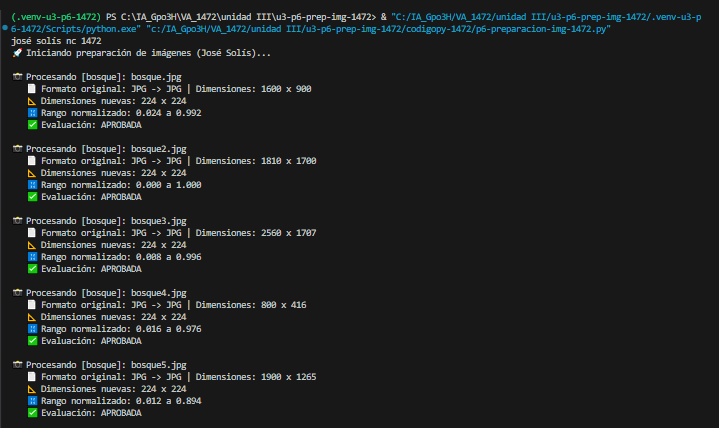 (.venv-u3-p6-1472) PS C:\IA_Gpo3H\VA_1472\unidad III\u3-p6-prep-img-1472> & "C:/IA_Gpo3H/VA_1472/unidad III/u3-p6-prep-img-1472/.venv-u3-p
6-1472/Scripts/python.exe" "c:/IA_Gpo3H/VA_1472/unidad III/u3-p6-prep-img-1472/codigopy-1472/p6-preparacion-img-1472.py"
josé solis nc 1472
🚀 Iniciando preparación de imágenes (José Solís)...
📷 Procesando [bosque]: bosque.jpg
📄 Formato original: JPG -> JPG | Dimensiones: 1600 x 900
📐 Dimensiones nuevas: 224 x 224
🔢 Rango normalizado: 0.024 a 0.992
✅ Evaluación: APROBADA
📷 Procesando [bosque]: bosque2.jpg
📄 Formato original: JPG -> JPG | Dimensiones: 1810 x 1700
📐 Dimensiones nuevas: 224 x 224
🔢 Rango normalizado: 0.000 a 1.000
✅ Evaluación: APROBADA
📷 Procesando [bosque]: bosque3.jpg
📄 Formato original: JPG -> JPG | Dimensiones: 2560 x 1707
📐 Dimensiones nuevas: 224 x 224
🔢 Rango normalizado: 0.008 a 0.996
✅ Evaluación: APROBADA
📷 Procesando [bosque]: bosque4.jpg
📄 Formato original: JPG -> JPG | Dimensiones: 800 x 416
📐 Dimensiones nuevas: 224 x 224
🔢 Rango normalizado: 0.016 a 0.976
✅ Evaluación: APROBADA
📷 Procesando [bosque]: bosque5.jpg
📄 Formato original: JPG -> JPG | Dimensiones: 1900 x 1265
📐 Dimensiones nuevas: 224 x 224
🔢 Rango normalizado: 0.012 a 0.894
✅ Evaluación: APROBADA